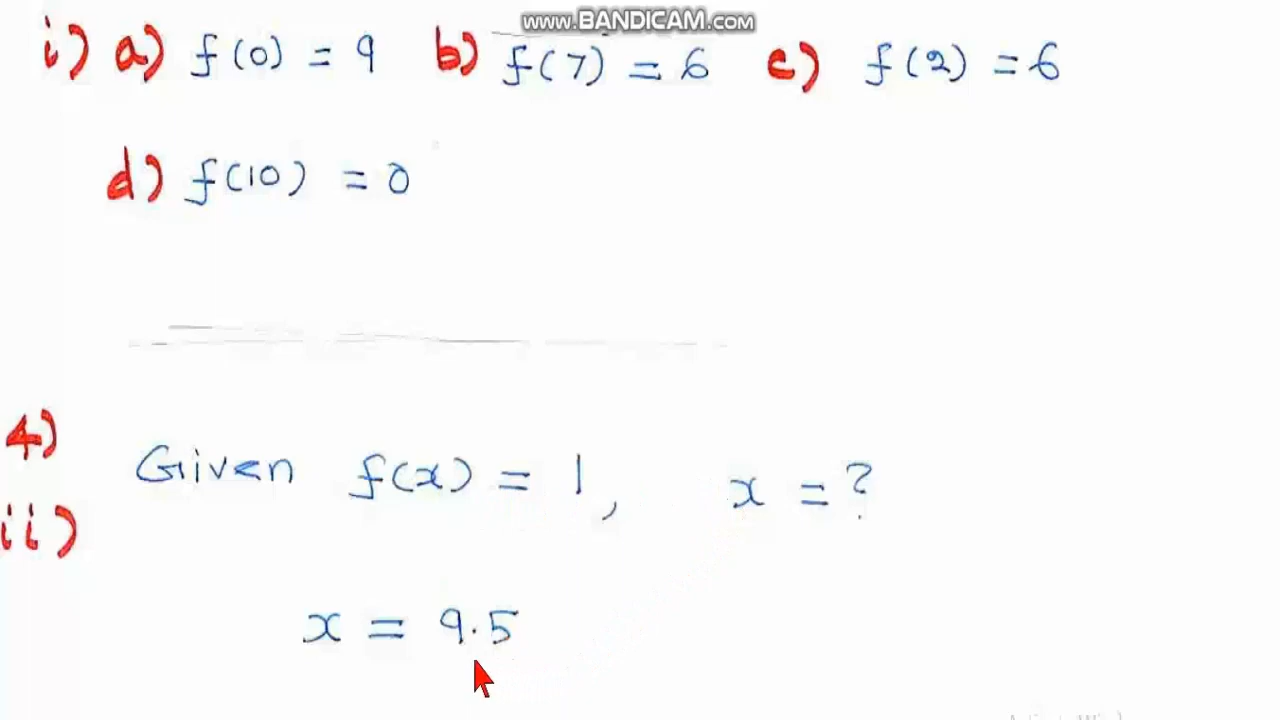 www.BANDICAM.com
i) a) f(0) = 9 b) f(7) = 6 c) f(2) = 6
d) f(10) = 0
4)
Given f(x) = 1, x = ?
ii)
x = 9.5